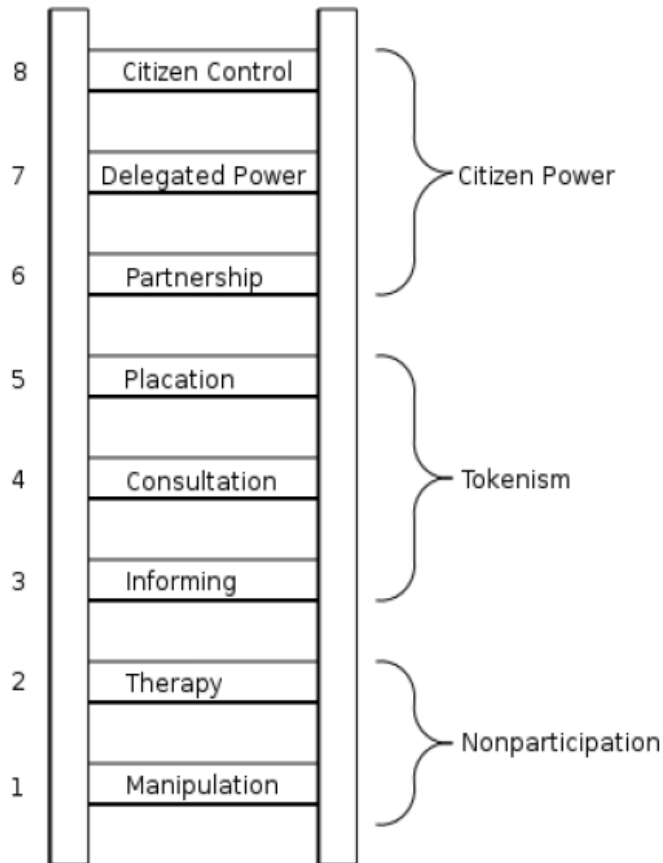 8 Citizen Control
7 Delegated Power
Citizen Power
6 Partnership
5 Placation
4 Consultation
Tokenism
3 Informing
2 Therapy
Nonparticipation
1 Manipulation